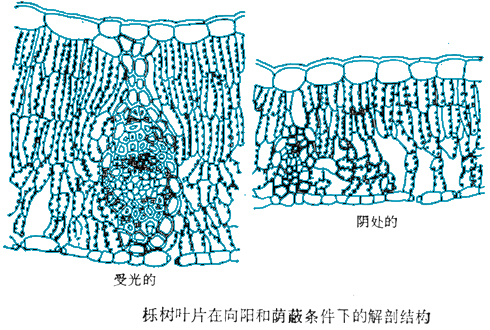 阴处的
受光的
栎树叶片在向阳和荫蔽条件下的解剖结构